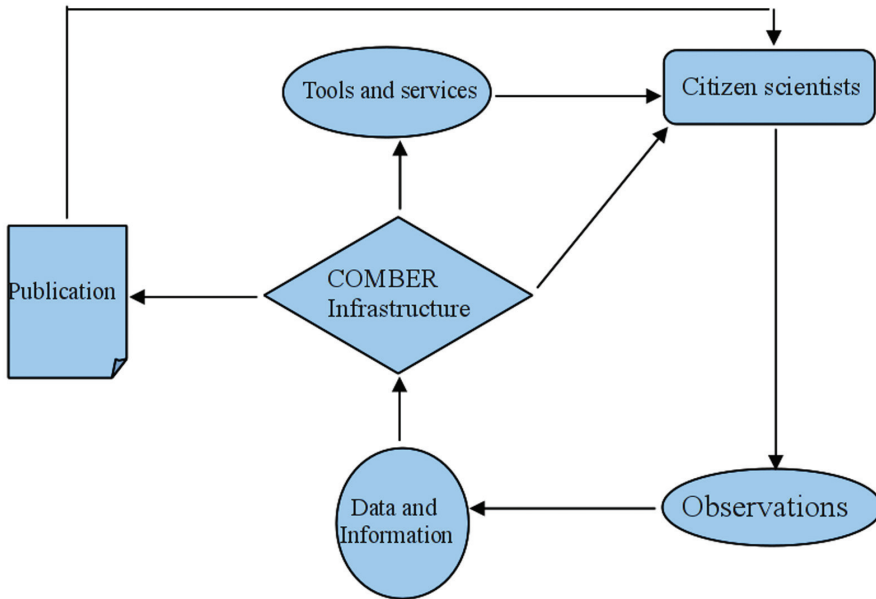 Tools and services
Citizen scientists
COMBER
Infrastructure
Publication
Data and
Information
Observations